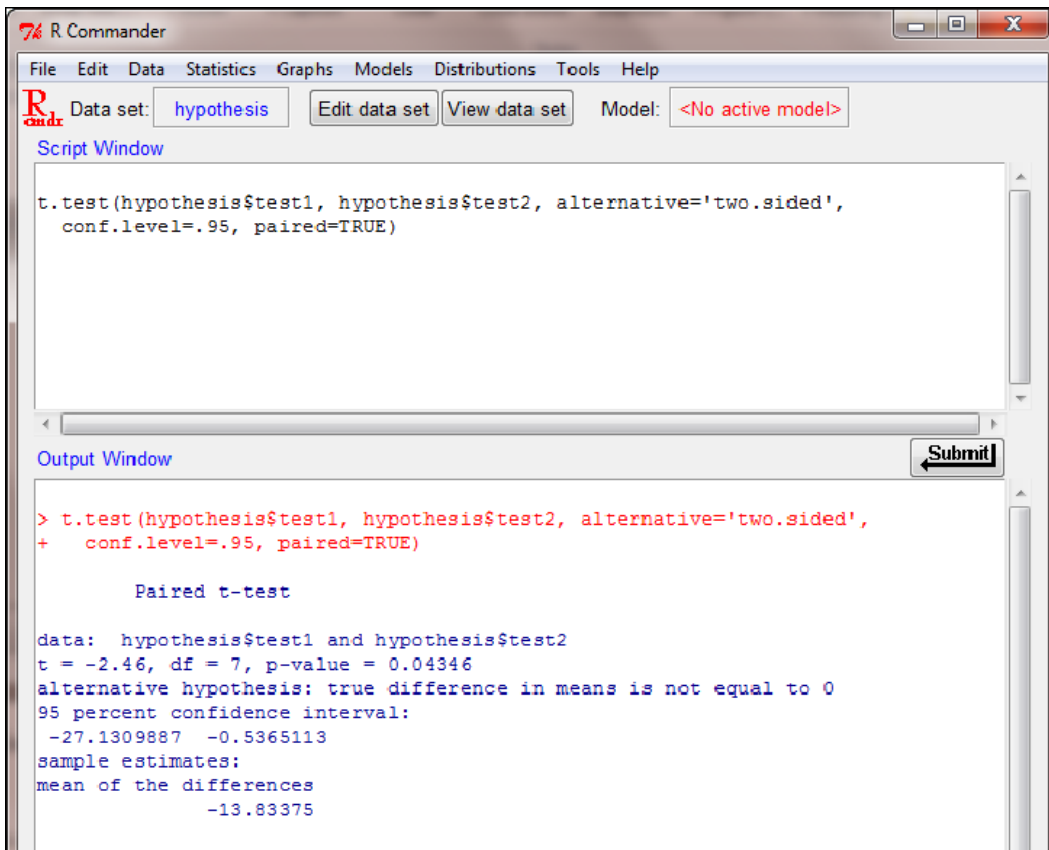 R Commander
File Edit Data Statistics Graphs Models Distributions Tools Help
R cmdr Data set: hypothesis Edit data set View data set Model: <No active model>
Script Window
t.test(hypothesis$test1, hypothesis$test2, alternative='two.sided',
  conf.level=.95, paired=TRUE)
Output Window Submit
> t.test(hypothesis$test1, hypothesis$test2, alternative='two.sided',
+   conf.level=.95, paired=TRUE)
        Paired t-test
data:  hypothesis$test1 and hypothesis$test2
t = -2.46, df = 7, p-value = 0.04346
alternative hypothesis: true difference in means is not equal to 0
95 percent confidence interval:
 -27.1309887  -0.5365113
sample estimates:
mean of the differences
              -13.83375